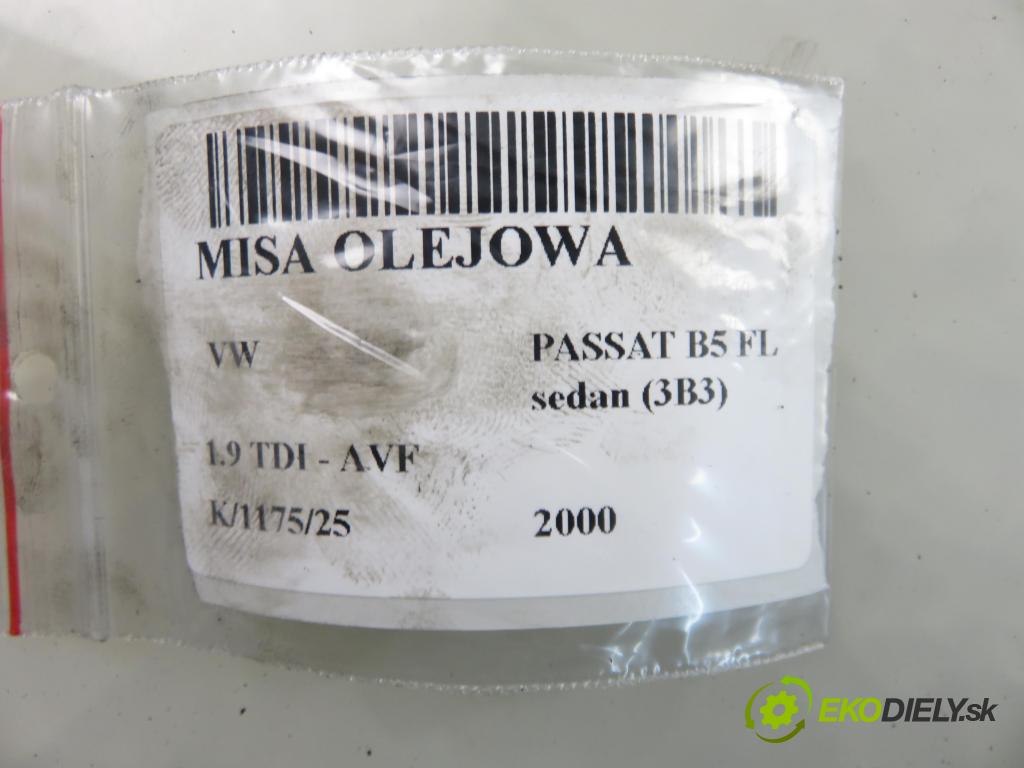 MISA OLEJOWA
VW PASSAT B5 FL
sedan (3B3)
1.9 TDI - AVF
K/1175/25 2000
EKODIELY.sk